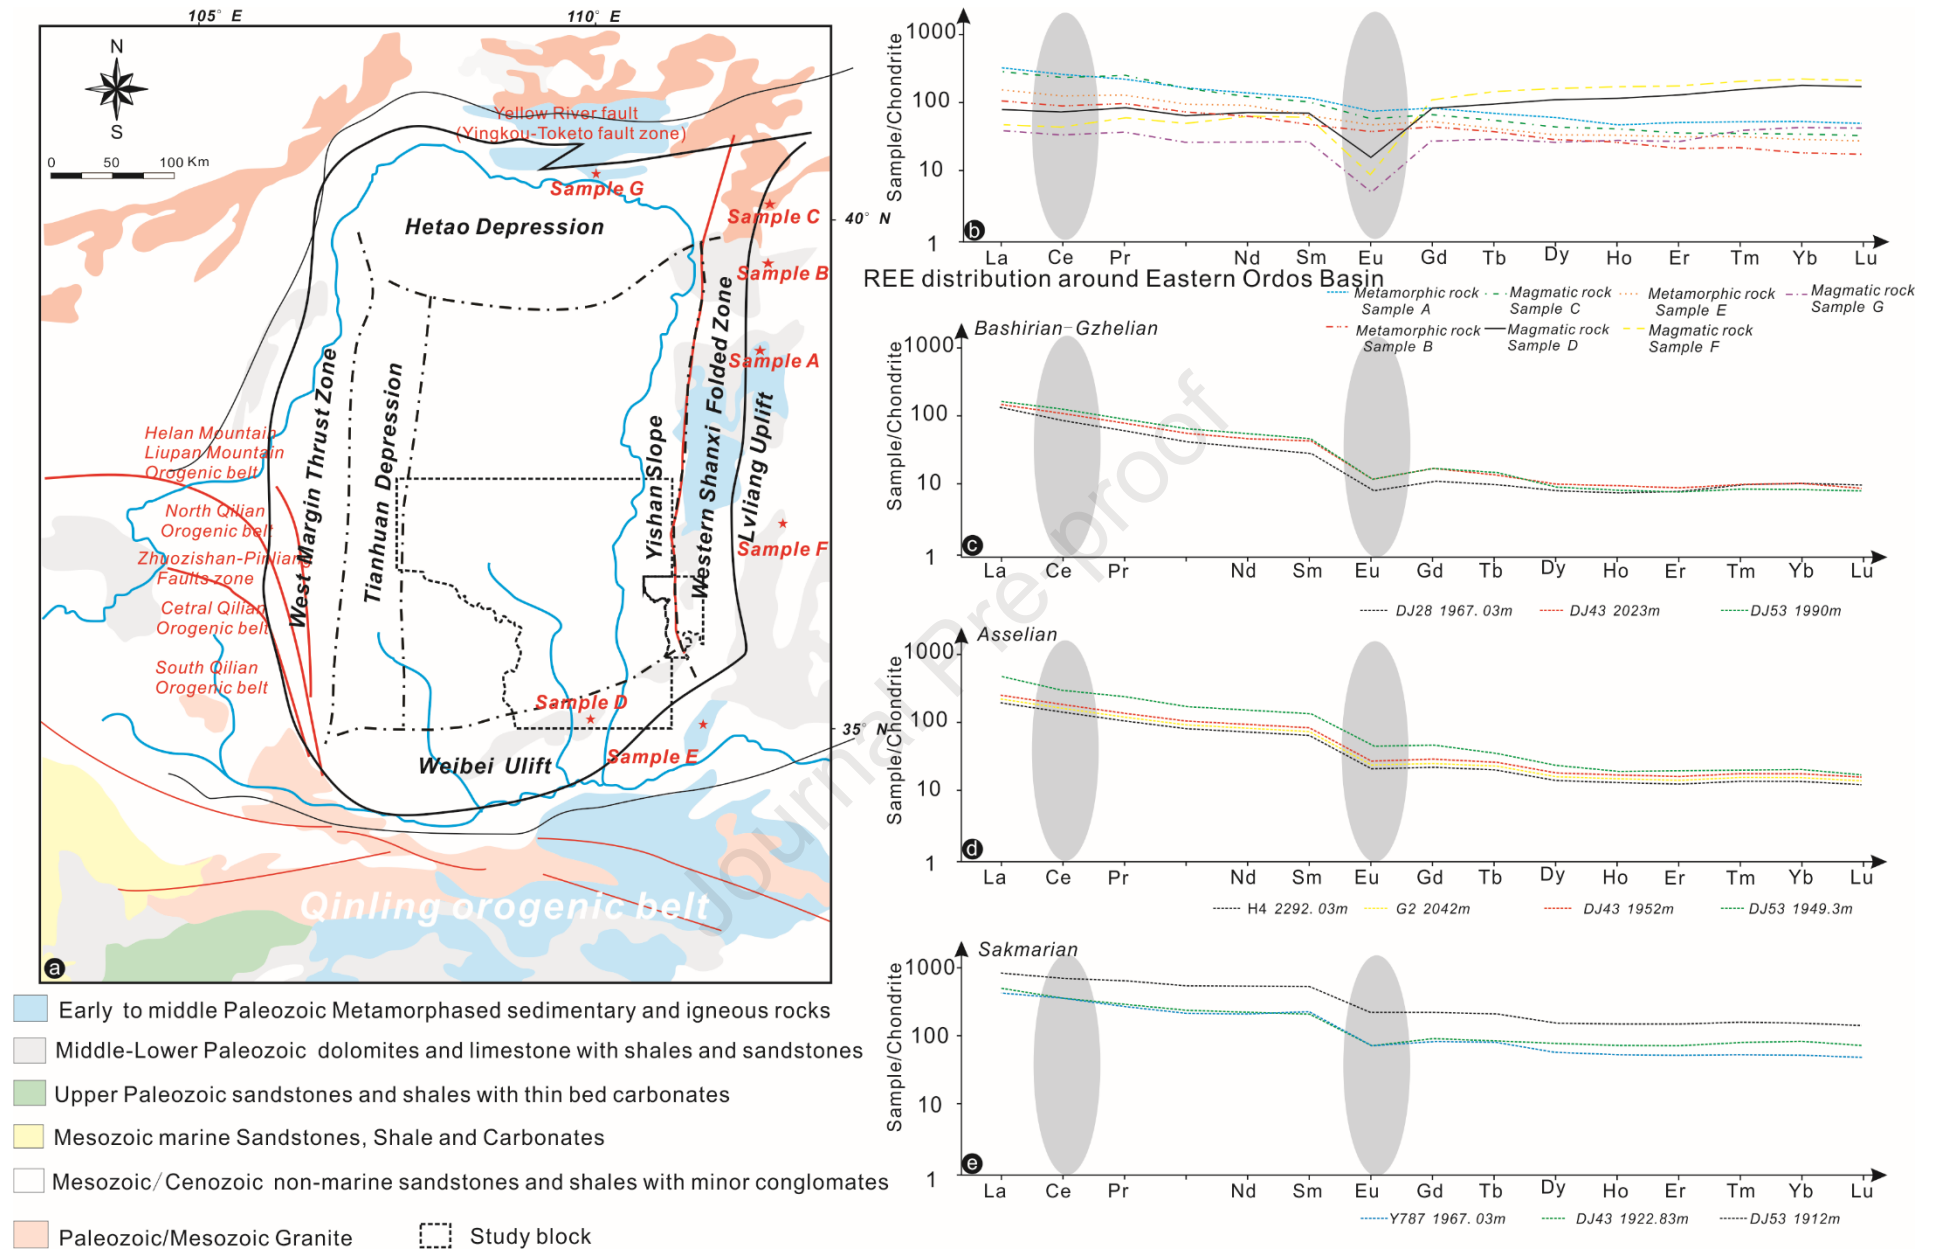 105° E
110° E
N
S
0 50 100 Km
Yellow River fault
(Yingkou-Toketo fault zone)
Sample G
Hetao Depression
Sample C
40° N
Sample B
Sample A
Helan Mountain
Liupan Mountain
Orogenic belt
North Qilian
Orogenic belt
Zhuozishan-Pinliang
Faults zone
Cetral Qilian
Orogenic belt
South Qilian
Orogenic belt
West Margin Thrust Zone
Tianhuan Depression
Yishan Slope
Western Shanxi Folded Zone
Lvliang Uplift
Sample F
Sample D
35° N
Sample E
Weibei Ulift
Qinling orogenic belt
a
Early to middle Paleozoic Metamorphased sedimentary and igneous rocks
Middle-Lower Paleozoic dolomites and limestone with shales and sandstones
Upper Paleozoic sandstones and shales with thin bed carbonates
Mesozoic marine Sandstones, Shale and Carbonates
Mesozoic/Cenozoic non-marine sandstones and shales with minor conglomates
Paleozoic/Mesozoic Granite
Study block
Journal Pre-proof
Sample/Chondrite
1000
100
10
1
b
La Ce Pr Nd Sm Eu Gd Tb Dy Ho Er Tm Yb Lu
REE distribution around Eastern Ordos Basin
Metamorphic rock Sample A
Magmatic rock Sample C
Metamorphic rock Sample E
Magmatic rock Sample G
Metamorphic rock Sample B
Magmatic rock Sample D
Magmatic rock Sample F
Bashirian-Gzhelian
Sample/Chondrite
1000
100
10
1
c
La Ce Pr Nd Sm Eu Gd Tb Dy Ho Er Tm Yb Lu
DJ28 1967. 03m DJ43 2023m DJ53 1990m
Asselian
Sample/Chondrite
1000
100
10
1
d
La Ce Pr Nd Sm Eu Gd Tb Dy Ho Er Tm Yb Lu
H4 2292. 03m G2 2042m DJ43 1952m DJ53 1949.3m
Sakmarian
Sample/Chondrite
1000
100
10
1
e
La Ce Pr Nd Sm Eu Gd Tb Dy Ho Er Tm Yb Lu
Y787 1967. 03m DJ43 1922.83m DJ53 1912m